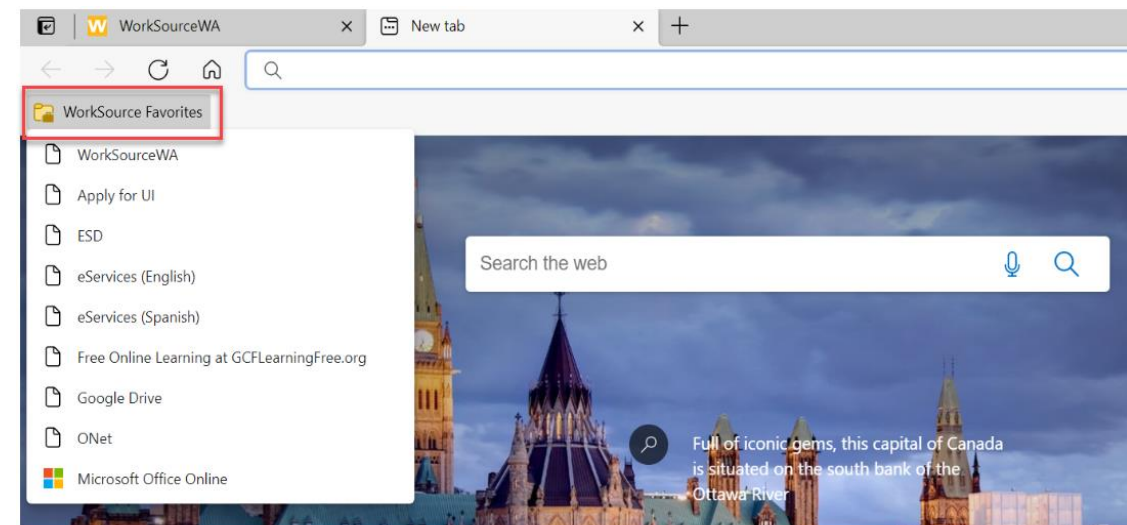 WorkSourceWA
New tab
WorkSource Favorites
WorkSourceWA
Apply for UI
ESD
eServices (English)
eServices (Spanish)
Free Online Learning at GCFLearningFree.org
Google Drive
ONet
Microsoft Office Online
Search the web
Full of iconic gems, this capital of Canada
is situated on the south bank of the
Ottawa River